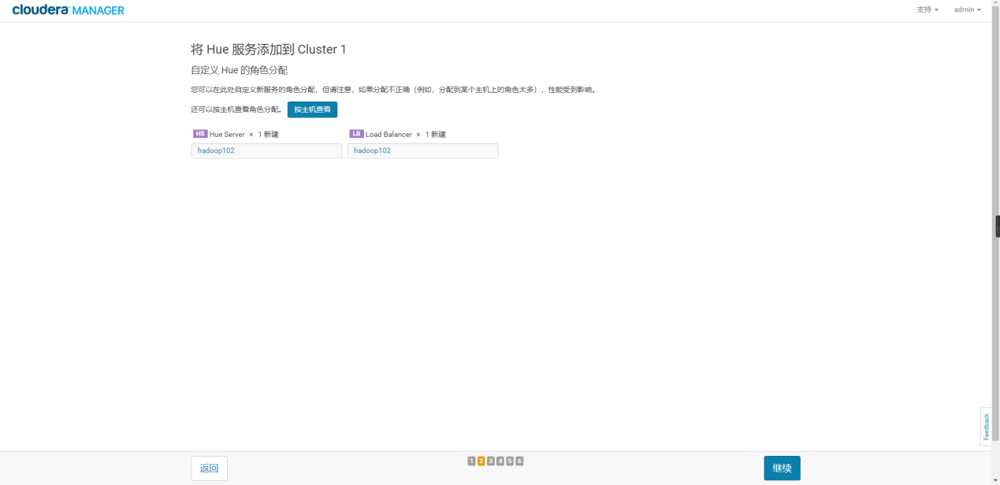 cloudera MANAGER
支持 admin
将 Hue 服务添加到 Cluster 1
自定义 Hue 的角色分配
您可以在此处自定义新服务的角色分配，但请注意，如果分配不正确（例如，分配到某个主机上的角色太多），性能受到影响。
还可以按主机查看角色分配。 按主机查看
HS Hue Server × 1 新建 LB Load Balancer × 1 新建
hadoop102 hadoop102
Feedback
返回 1 2 3 4 5 6 继续